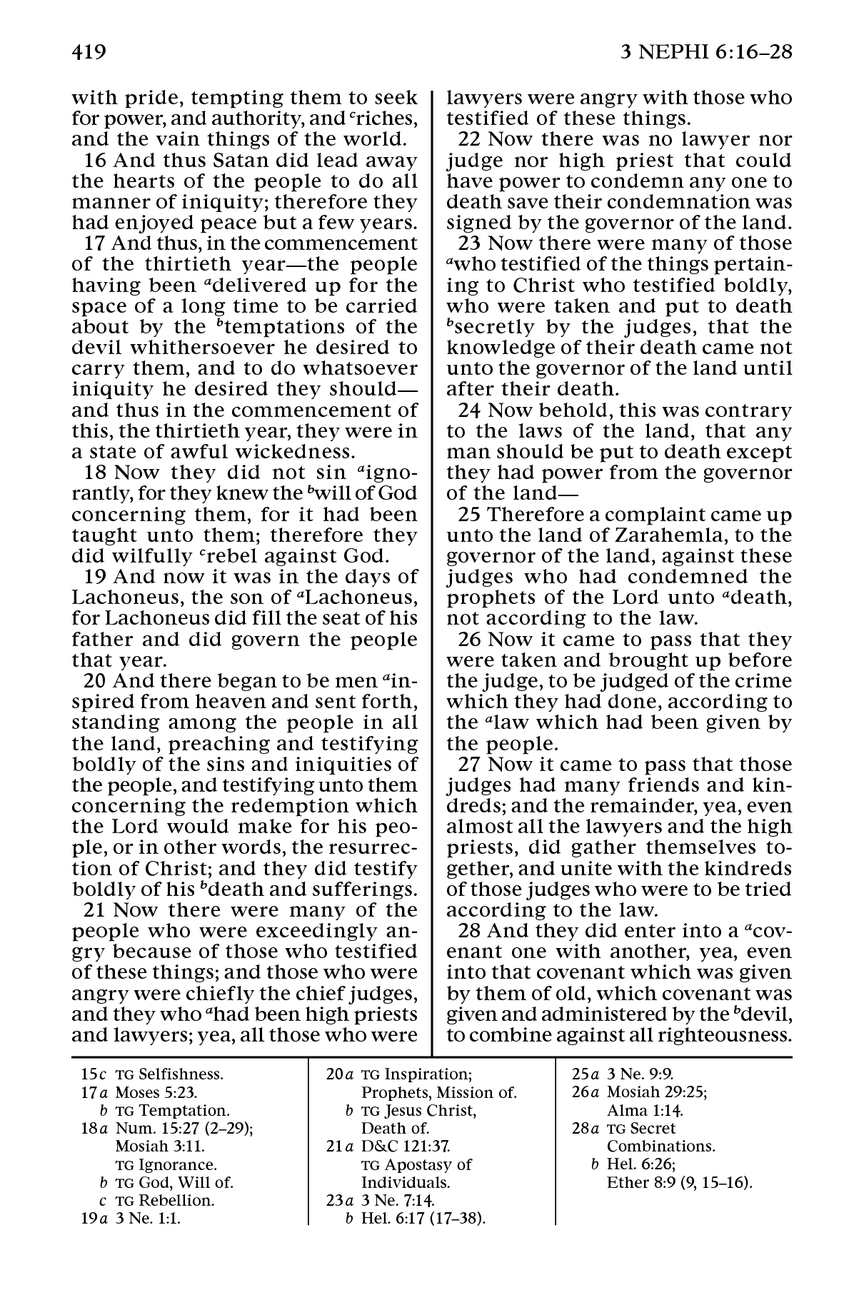 419
3 NEPHI 6:16–28
with pride, tempting them to seek
for power, and authority, and criches,
and the vain things of the world.
16 And thus Satan did lead away
the hearts of the people to do all
manner of iniquity; therefore they
had enjoyed peace but a few years.
17 And thus, in the commencement
of the thirtieth year—the people
having been adelivered up for the
space of a long time to be carried
about by the btemptations of the
devil whithersoever he desired to
carry them, and to do whatsoever
iniquity he desired they should—
and thus in the commencement of
this, the thirtieth year, they were in
a state of awful wickedness.
18 Now they did not sin aigno-
rantly, for they knew the bwill of God
concerning them, for it had been
taught unto them; therefore they
did wilfully crebel against God.
19 And now it was in the days of
Lachoneus, the son of aLachoneus,
for Lachoneus did fill the seat of his
father and did govern the people
that year.
20 And there began to be men ain-
spired from heaven and sent forth,
standing among the people in all
the land, preaching and testifying
boldly of the sins and iniquities of
the people, and testifying unto them
concerning the redemption which
the Lord would make for his peo-
ple, or in other words, the resurrec-
tion of Christ; and they did testify
boldly of his bdeath and sufferings.
21 Now there were many of the
people who were exceedingly an-
gry because of those who testified
of these things; and those who were
angry were chiefly the chief judges,
and they who ahad been high priests
and lawyers; yea, all those who were
lawyers were angry with those who
testified of these things.
22 Now there was no lawyer nor
judge nor high priest that could
have power to condemn any one to
death save their condemnation was
signed by the governor of the land.
23 Now there were many of those
awho testified of the things pertain-
ing to Christ who testified boldly,
who were taken and put to death
bsecretly by the judges, that the
knowledge of their death came not
unto the governor of the land until
after their death.
24 Now behold, this was contrary
to the laws of the land, that any
man should be put to death except
they had power from the governor
of the land—
25 Therefore a complaint came up
unto the land of Zarahemla, to the
governor of the land, against these
judges who had condemned the
prophets of the Lord unto adeath,
not according to the law.
26 Now it came to pass that they
were taken and brought up before
the judge, to be judged of the crime
which they had done, according to
the alaw which had been given by
the people.
27 Now it came to pass that those
judges had many friends and kin-
dreds; and the remainder, yea, even
almost all the lawyers and the high
priests, did gather themselves to-
gether, and unite with the kindreds
of those judges who were to be tried
according to the law.
28 And they did enter into a acov-
enant one with another, yea, even
into that covenant which was given
by them of old, which covenant was
given and administered by the bdevil,
to combine against all righteousness.
15c TG Selfishness.
17a Moses 5:23.
b TG Temptation.
18a Num. 15:27 (2–29);
Mosiah 3:11.
TG Ignorance.
b TG God, Will of.
c TG Rebellion.
19a 3 Ne. 1:1.
20a TG Inspiration;
Prophets, Mission of.
b TG Jesus Christ,
Death of.
21a D&C 121:37.
TG Apostasy of
Individuals.
23a 3 Ne. 7:14.
b Hel. 6:17 (17–38).
25a 3 Ne. 9:9.
26a Mosiah 29:25;
Alma 1:14.
28a TG Secret
Combinations.
b Hel. 6:26;
Ether 8:9 (9, 15–16).